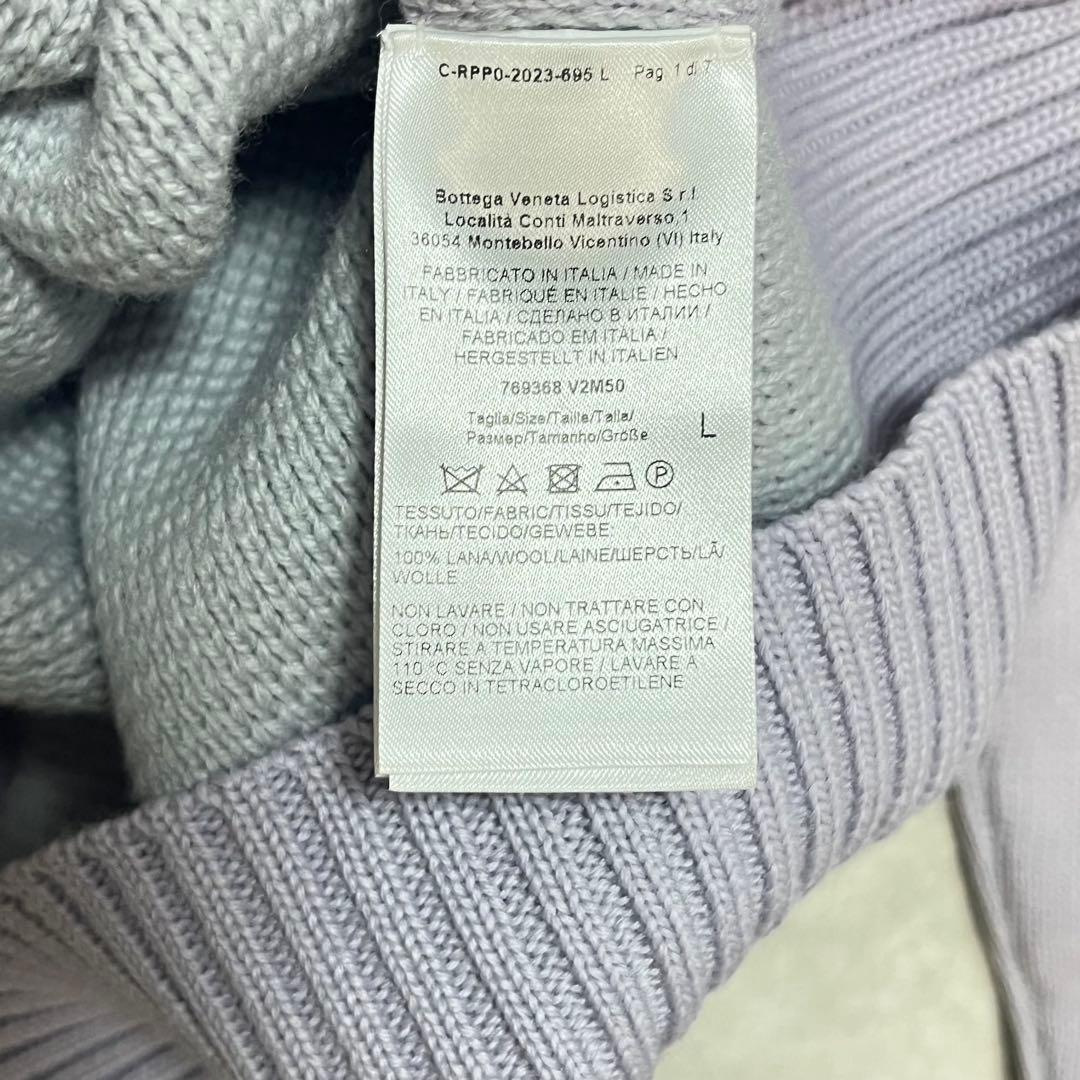 C-RPP0-2023-695 L Pag 1 di 7
Bottega Veneta Logistica S.r.l.
Località Conti Maltraverso,1
36054 Montebello Vicentino (VI) Italy
FABBRICATO IN ITALIA / MADE IN
ITALY / FABRIQUÉ EN ITALIE / HECHO
EN ITALIA / СДЕЛАНО В ИТАЛИИ /
FABRICADO EM ITALIA /
HERGESTELLT IN ITALIEN
769368 V2M50
Taglia/Size/Taille/Talla/
Размер/Tamanho/Größe L
P
TESSUTO/FABRIC/TISSU/TEJIDO/
ТКАНЬ/TECIDO/GEWEBE
100% LANA/WOOL/LAINE/ШЕРСТЬ/LÃ/
WOLLE
NON LAVARE / NON TRATTARE CON
CLORO / NON USARE ASCIUGATRICE /
STIRARE A TEMPERATURA MASSIMA
110 °C SENZA VAPORE / LAVARE A
SECCO IN TETRACLOROETILENE